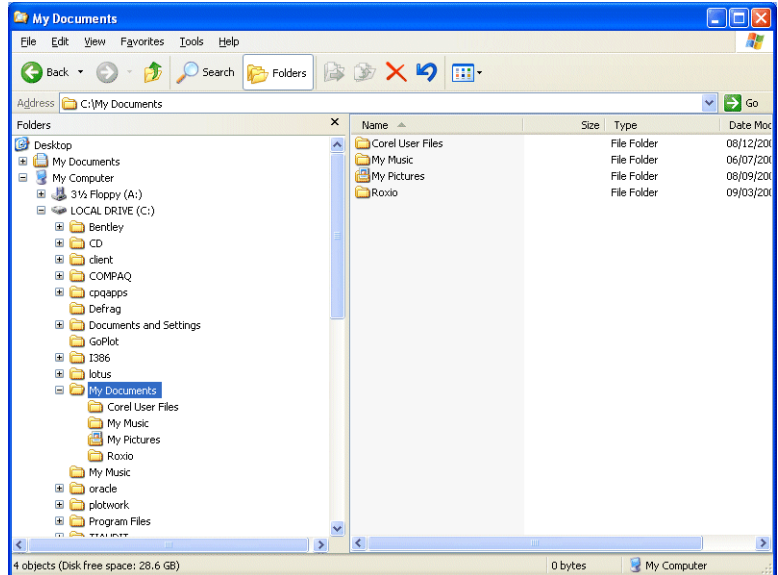 My Documents
File Edit View Favorites Tools Help
Back Search Folders
Address C:\My Documents Go
Folders
Desktop
My Documents
My Computer
3½ Floppy (A:)
LOCAL DRIVE (C:)
Bentley
CD
client
COMPAQ
cpqapps
Defrag
Documents and Settings
GoPlot
I386
lotus
My Documents
Corel User Files
My Music
My Pictures
Roxio
My Music
oracle
plotwork
Program Files
Name Size Type Date Mod
Corel User Files File Folder 08/12/200
My Music File Folder 06/07/200
My Pictures File Folder 08/09/200
Roxio File Folder 09/03/200
4 objects (Disk free space: 28.6 GB) 0 bytes My Computer